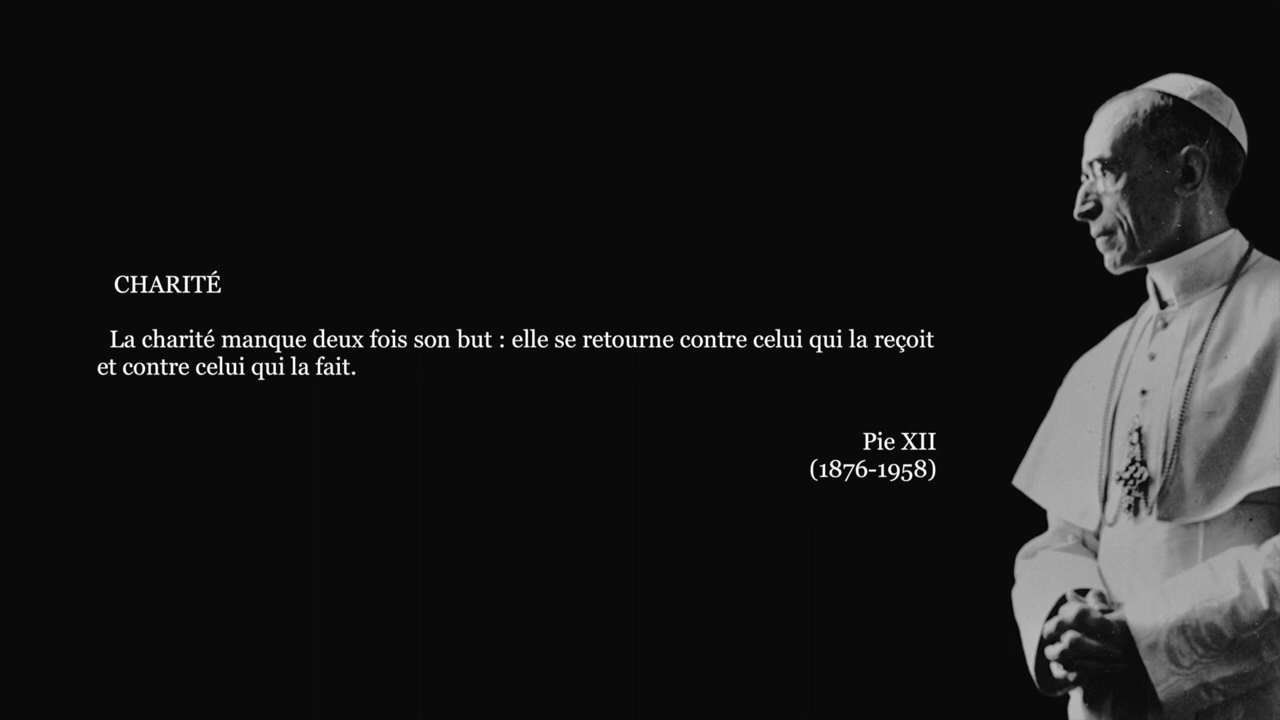 CHARITÉ
La charité manque deux fois son but : elle se retourne contre celui qui la reçoit
et contre celui qui la fait.
Pie XII
(1876-1958)